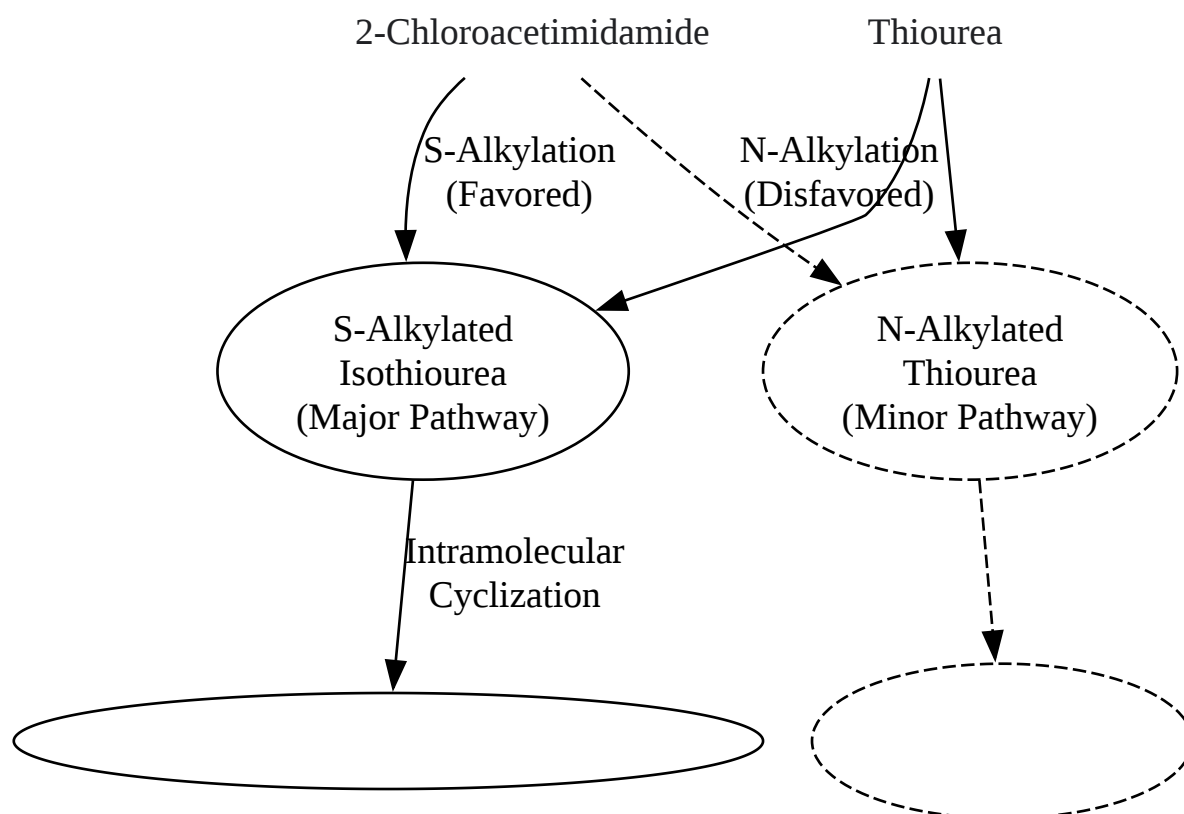 2-Chloroacetimidamide
Thiourea
S-Alkylation
(Favored)
N-Alkylation
(Disfavored)
S-Alkylated
Isothiourea
(Major Pathway)
N-Alkylated
Thiourea
(Minor Pathway)
Intramolecular
Cyclization